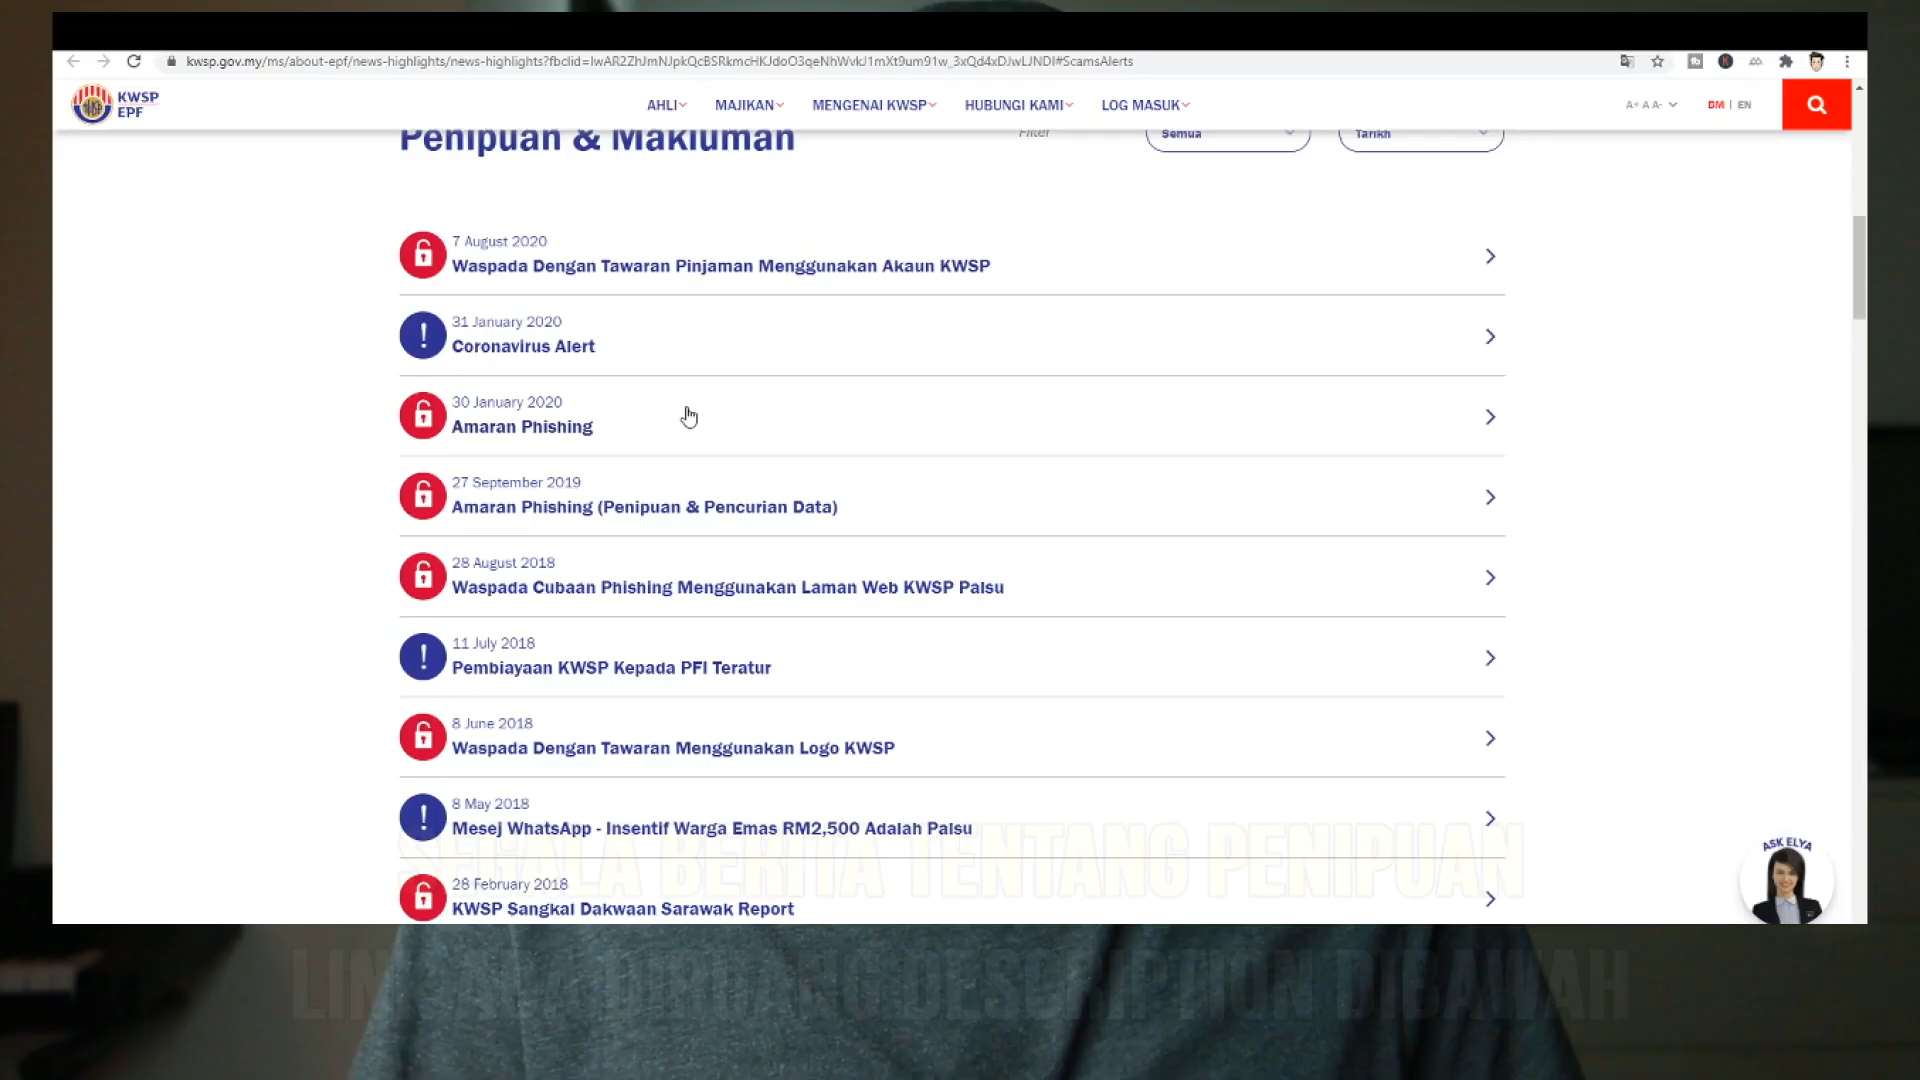 kwsp.gov.my/ms/about-epf/news-highlights/news-highlights?fbclid=IwAR2ZhJmNJpkQcBSRkmcHKJdoO3qeNhWvkJ1mXt9um91w_3xQd4xDJwLJNDI#ScamsAlerts
KWSP
EPF
AHLI
MAJIKAN
MENGENAI KWSP
HUBUNGI KAMI
LOG MASUK
A+ A A-
BM | EN
Penipuan & Makluman
Filter
Semua
Tarikh
7 August 2020
Waspada Dengan Tawaran Pinjaman Menggunakan Akaun KWSP
31 January 2020
Coronavirus Alert
30 January 2020
Amaran Phishing
27 September 2019
Amaran Phishing (Penipuan & Pencurian Data)
28 August 2018
Waspada Cubaan Phishing Menggunakan Laman Web KWSP Palsu
11 July 2018
Pembiayaan KWSP Kepada PFI Teratur
8 June 2018
Waspada Dengan Tawaran Menggunakan Logo KWSP
8 May 2018
Mesej WhatsApp - Insentif Warga Emas RM2,500 Adalah Palsu
28 February 2018
KWSP Sangkal Dakwaan Sarawak Report
ASK ELYA
SEGALA BERITA TENTANG PENIPUAN
LINK ADA DIRUANG DESCRIPTION DIBAWAH